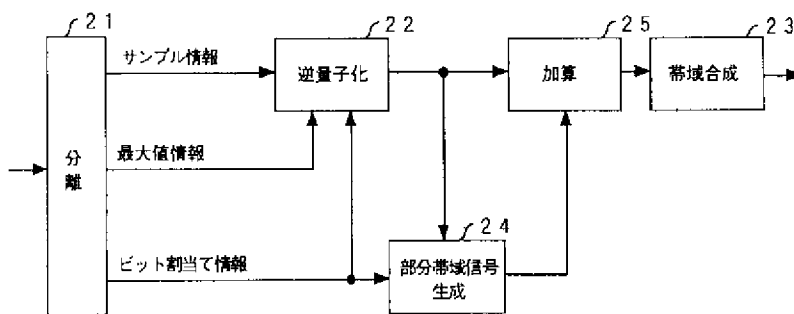 21
サンプル情報
22
25
23
逆量子化
加算
帯域合成
分離
最大値情報
24
ビット割当て情報
部分帯域信号
生成